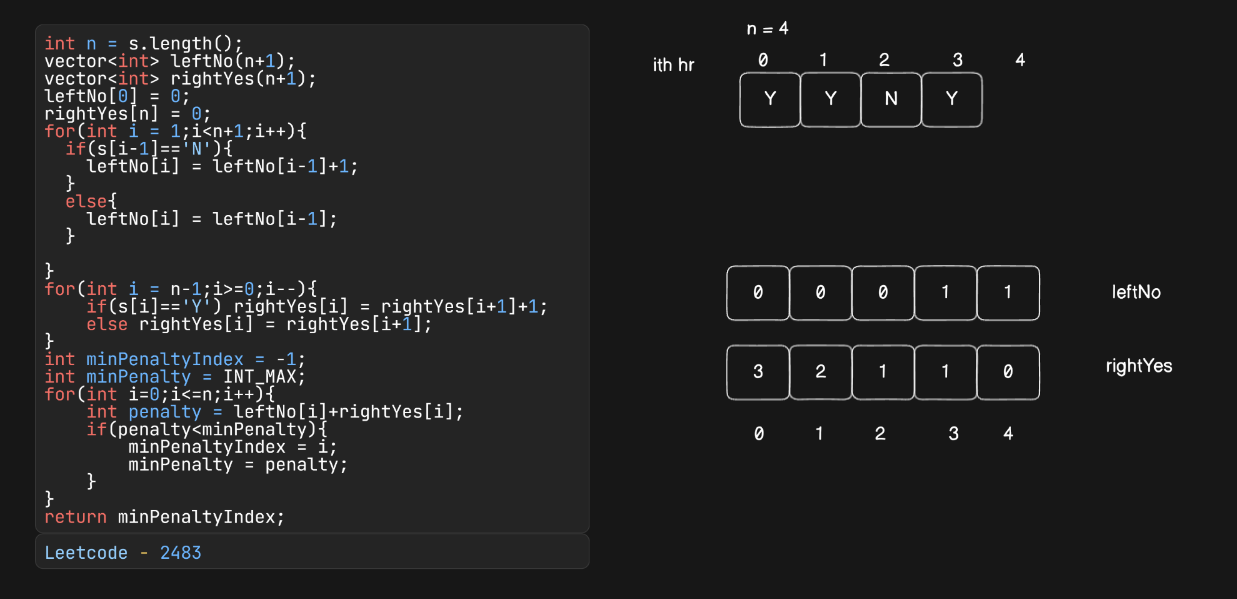 int n = s.length();
vector<int> leftNo(n+1);
vector<int> rightYes(n+1);
leftNo[0] = 0;
rightYes[n] = 0;
for(int i = 1;i<n+1;i++){
  if(s[i-1]=='N'){
    leftNo[i] = leftNo[i-1]+1;
  }
  else{
    leftNo[i] = leftNo[i-1];
  }
}
for(int i = n-1;i>=0;i--){
    if(s[i]=='Y') rightYes[i] = rightYes[i+1]+1;
    else rightYes[i] = rightYes[i+1];
}
int minPenaltyIndex = -1;
int minPenalty = INT_MAX;
for(int i=0;i<=n;i++){
    int penalty = leftNo[i]+rightYes[i];
    if(penalty<minPenalty){
        minPenaltyIndex = i;
        minPenalty = penalty;
    }
}
return minPenaltyIndex;
Leetcode - 2483
n = 4
ith hr 0 1 2 3 4
Y Y N Y
0 0 0 1 1 leftNo
3 2 1 1 0 rightYes
0 1 2 3 4